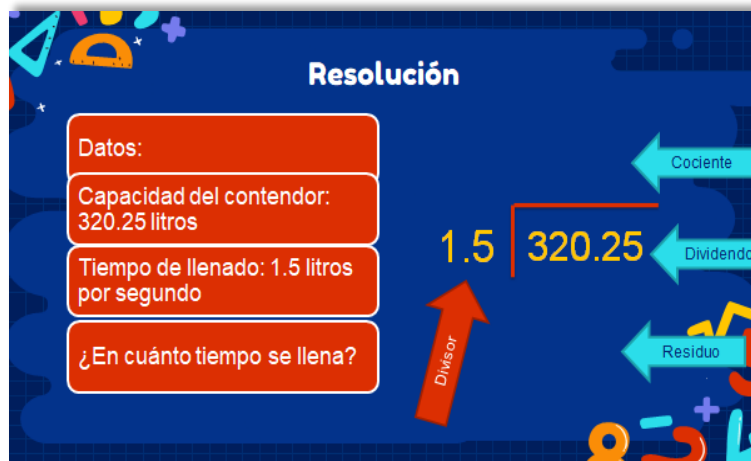 Resolución
Datos:
Capacidad del contendor:
320.25 litros
Tiempo de llenado: 1.5 litros
por segundo
¿En cuánto tiempo se llena?
Cociente
1.5 320.25
Dividendo
Divisor
Residuo